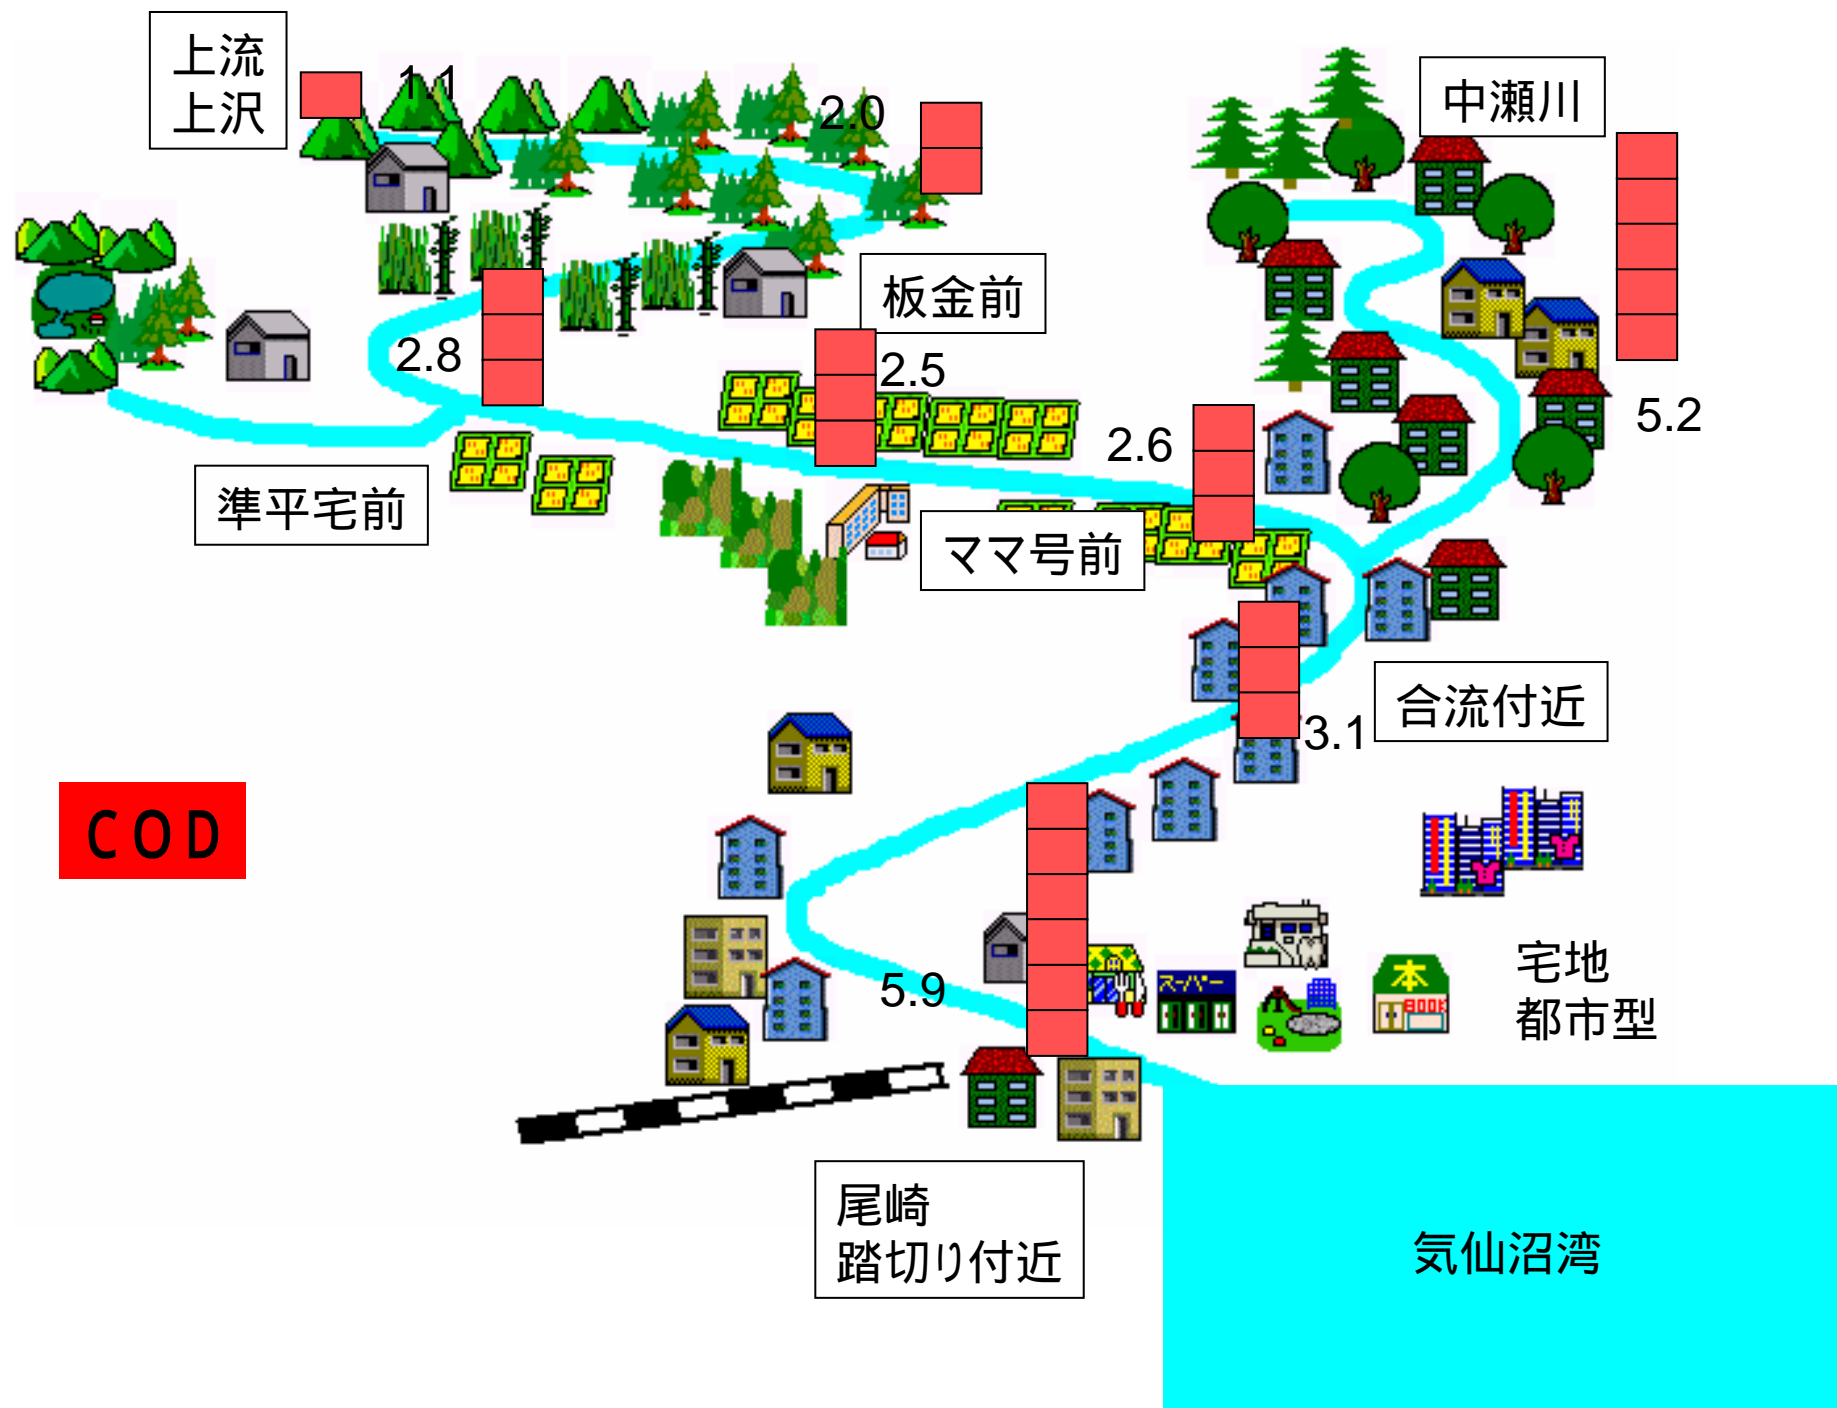 上流
上沢
1.1
2.0
中瀬川
板金前
2.8
2.5
5.2
2.6
準平宅前
ママ号前
合流付近
3.1
COD
本
BOOK
スーパー
宅地
都市型
5.9
尾崎
踏切り付近
気仙沼湾